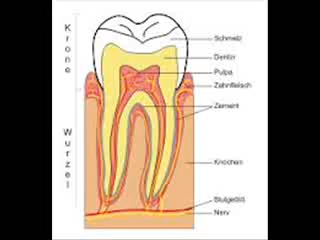 Krone
Wurzel
Schmelz
Dentin
Pulpa
Zahnfleisch
Zement
Knochen
Blutgefäß
Nerv